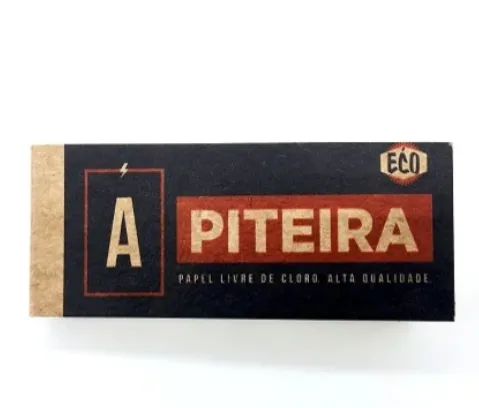 ECO
A PITEIRA
PAPEL LIVRE DE CLORO. ALTA QUALIDADE.